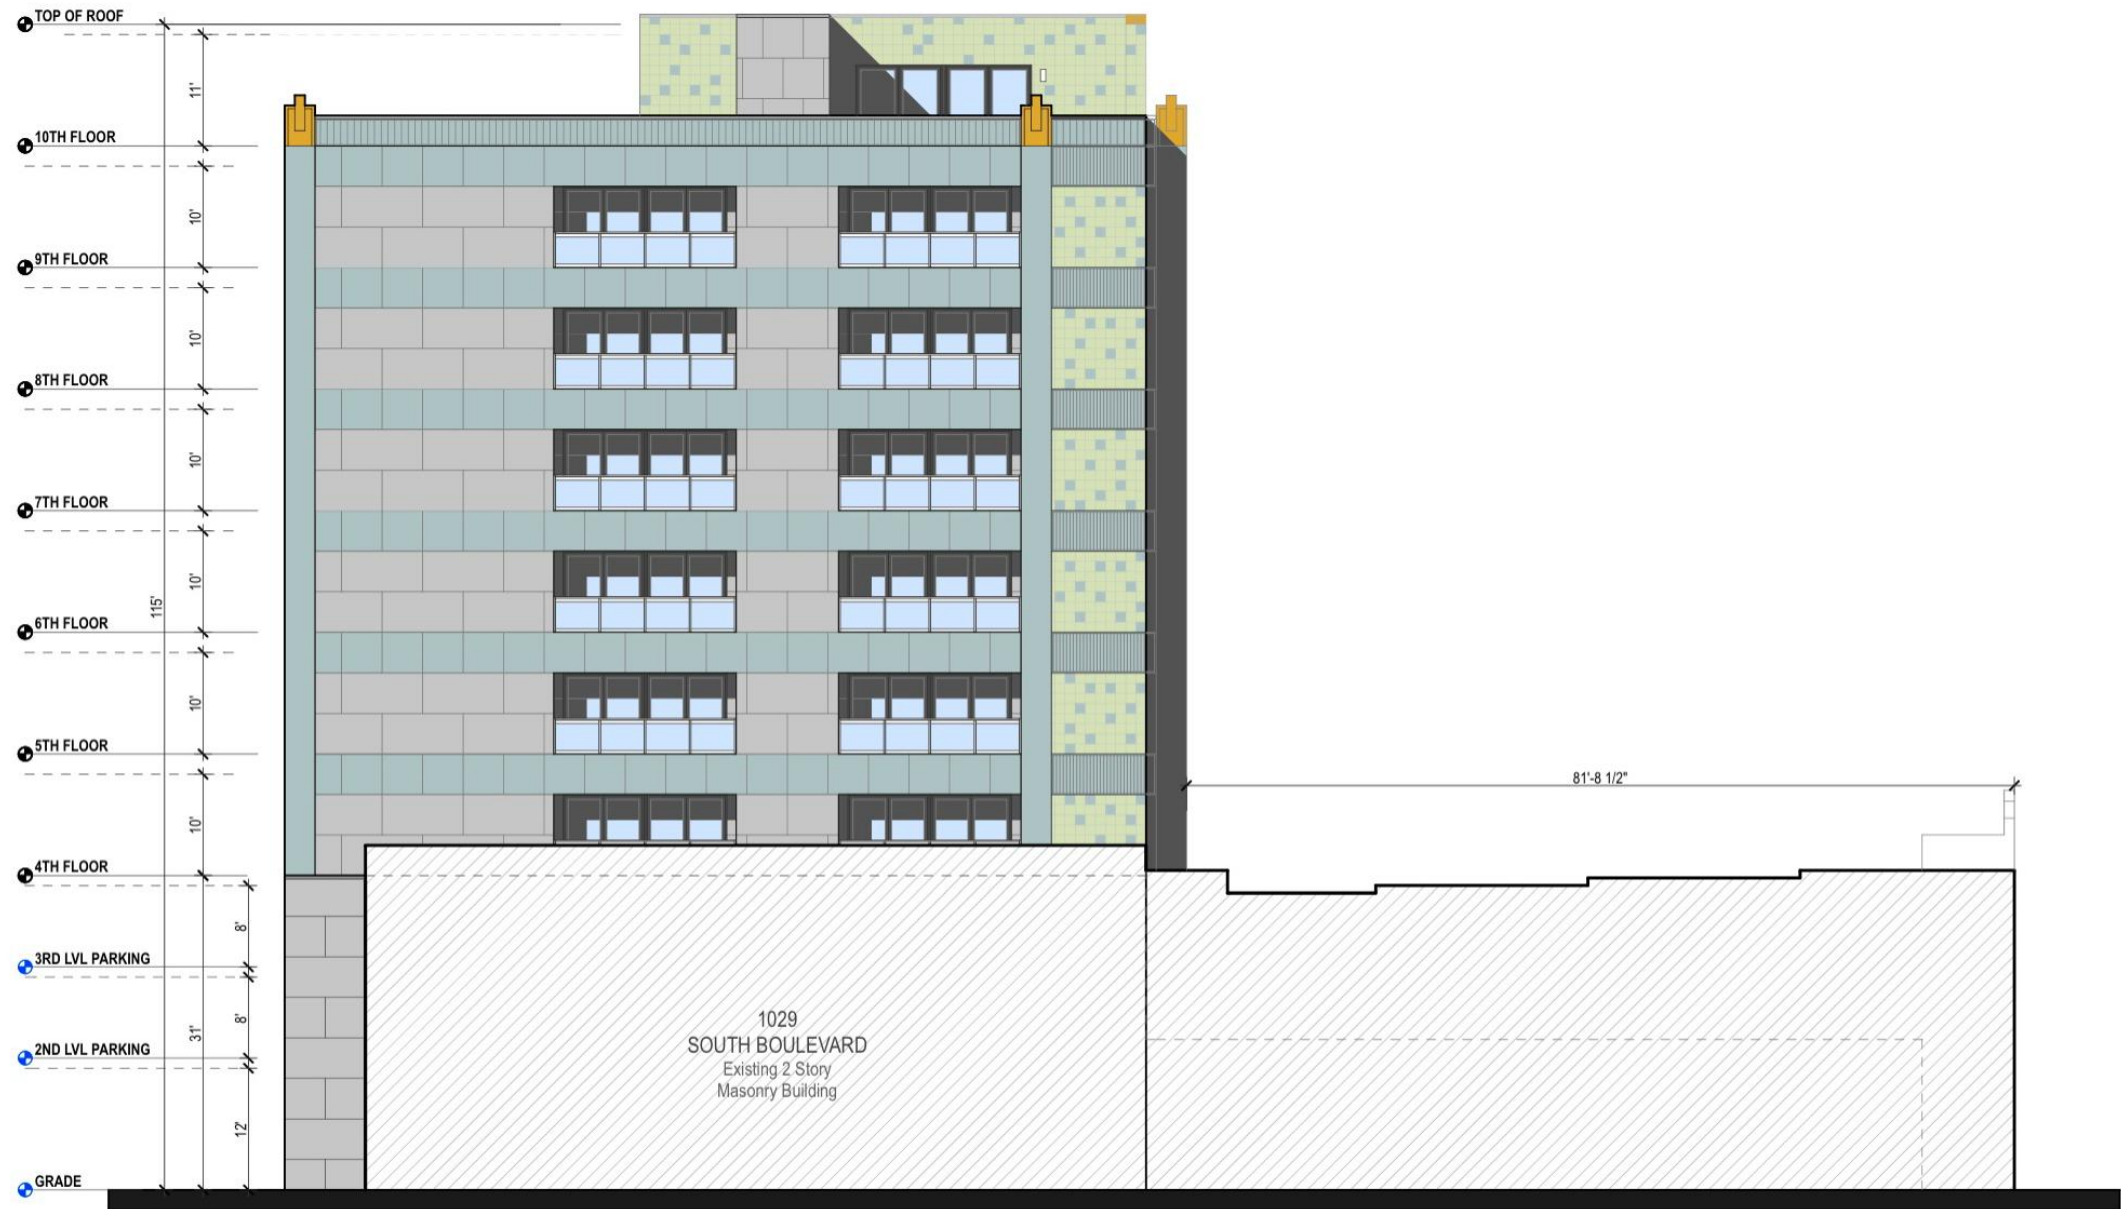 TOP OF ROOF
11'
10TH FLOOR
10'
9TH FLOOR
10'
8TH FLOOR
10'
7TH FLOOR
10'
115'
6TH FLOOR
10'
5TH FLOOR
81'-8 1/2"
10'
4TH FLOOR
8'
3RD LVL PARKING
8'
31'
2ND LVL PARKING
12'
GRADE
1029
SOUTH BOULEVARD
Existing 2 Story
Masonry Building